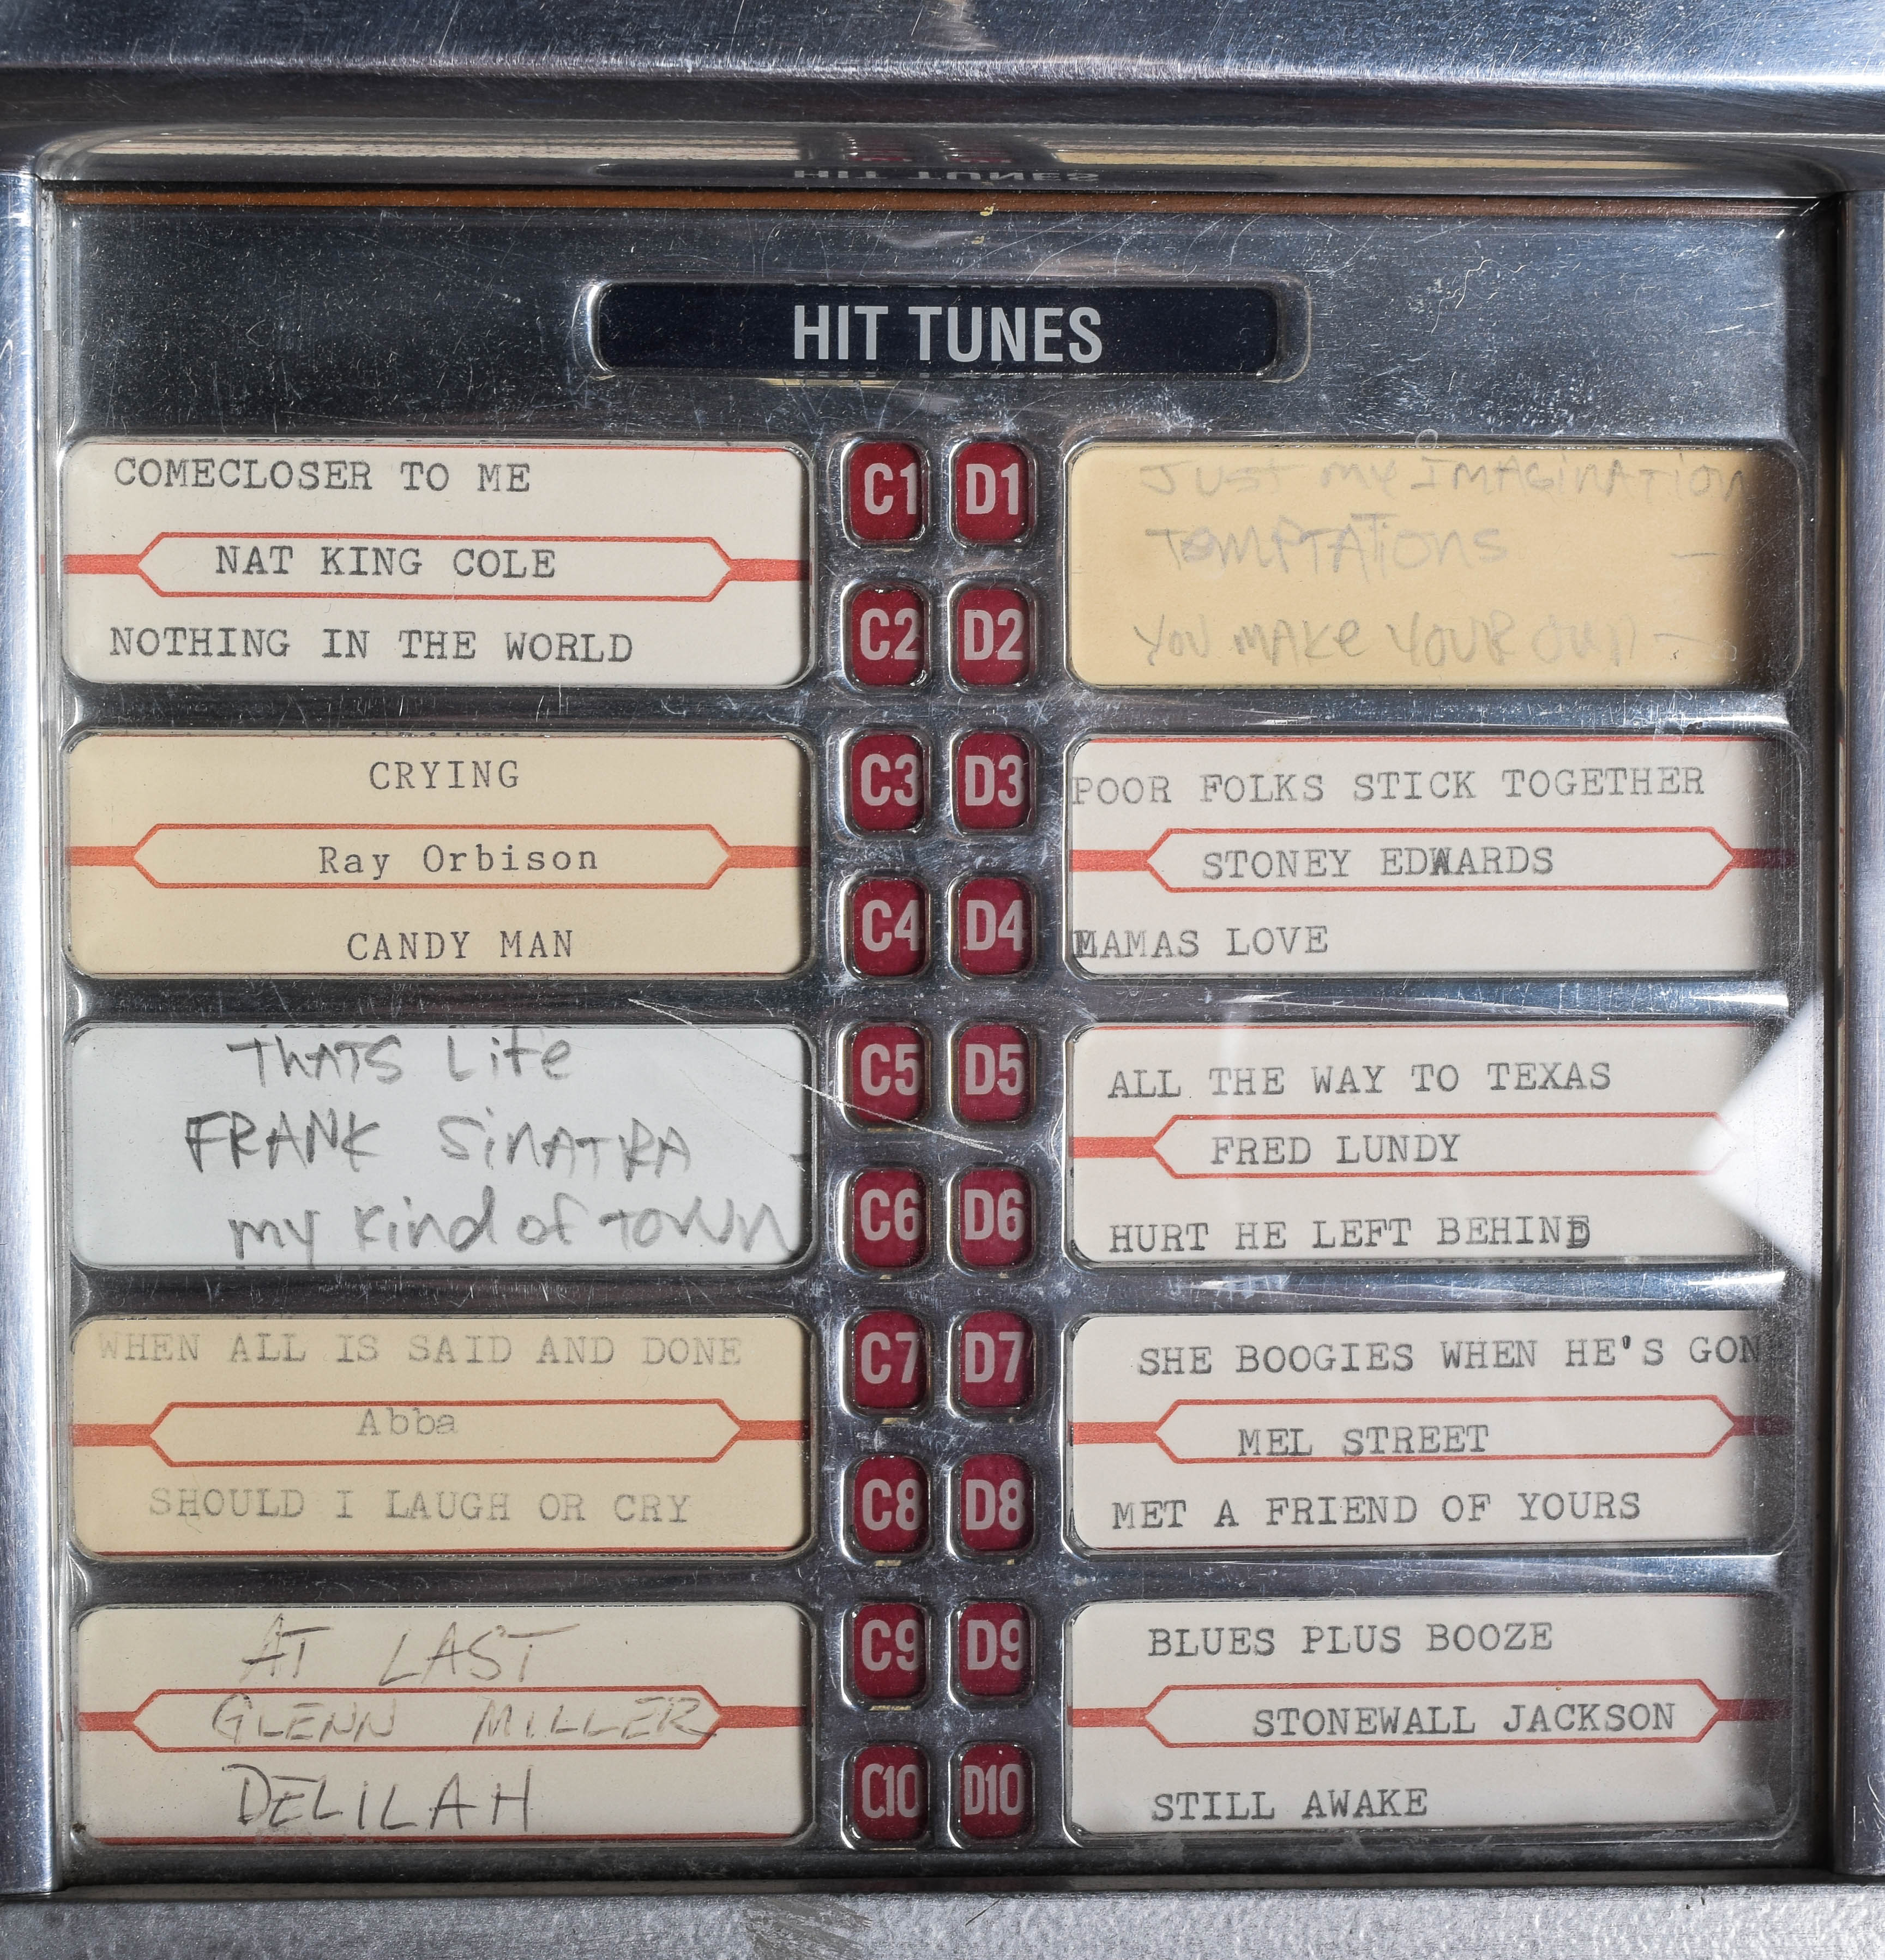 HIT TUNES
COMECLOSER TO ME
NAT KING COLE
NOTHING IN THE WORLD
C1
D1
C2
D2
JUST MY IMAGINATION
TEMPTATIONS
YOU MAKE YOUR OWN
CRYING
Ray Orbison
CANDY MAN
C3
D3
C4
D4
POOR FOLKS STICK TOGETHER
STONEY EDWARDS
MAMAS LOVE
THATS Life
FRANK SiNATRA
my kind of TOWN
C5
D5
C6
D6
ALL THE WAY TO TEXAS
FRED LUNDY
HURT HE LEFT BEHIND
WHEN ALL IS SAID AND DONE
Abba
SHOULD I LAUGH OR CRY
C7
D7
C8
D8
SHE BOOGIES WHEN HE'S GON
MEL STREET
MET A FRIEND OF YOURS
AT LAST
GLENN MILLER
DELILAH
C9
D9
C10
D10
BLUES PLUS BOOZE
STONEWALL JACKSON
STILL AWAKE